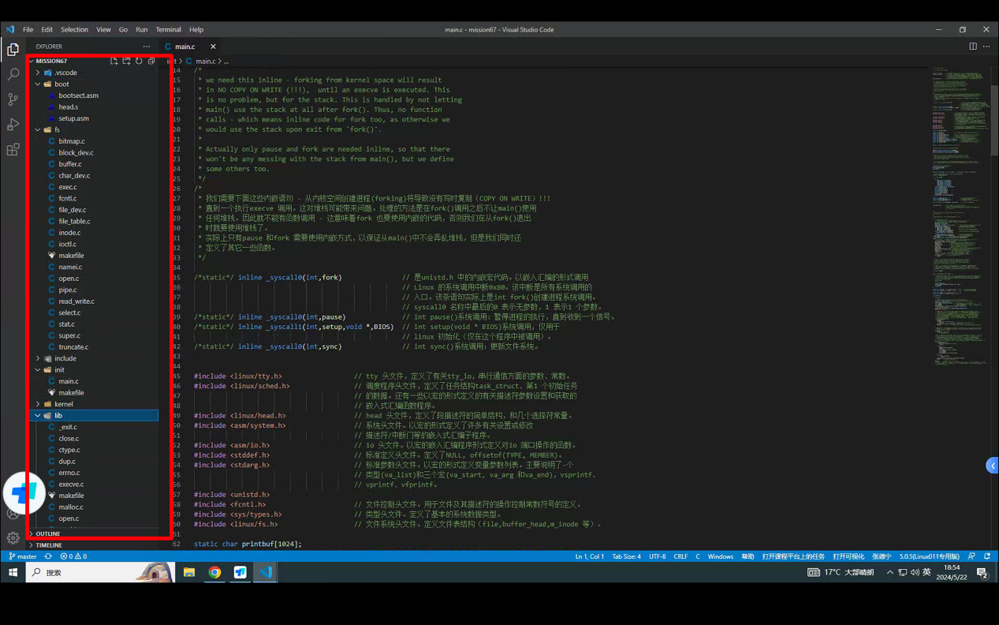 File Edit Selection View Go Run Terminal Help
main.c - mission67 - Visual Studio Code
EXPLORER
MISSION67
.vscode
boot
bootsect.asm
head.s
setup.asm
fs
bitmap.c
block_dev.c
buffer.c
char_dev.c
exec.c
fcntl.c
file_dev.c
file_table.c
inode.c
ioctl.c
makefile
namei.c
open.c
pipe.c
read_write.c
select.c
stat.c
super.c
truncate.c
include
init
main.c
makefile
kernel
lib
_exit.c
close.c
ctype.c
dup.c
errno.c
execve.c
makefile
malloc.c
open.c
OUTLINE
TIMELINE
main.c
main.c > ...
14 /*
15 * we need this inline - forking from kernel space will result
16 * in NO COPY ON WRITE (!!!), until an execve is executed. This
17 * is no problem, but for the stack. This is handled by not letting
18 * main() use the stack at all after fork(). Thus, no function
19 * calls - which means inline code for fork too, as otherwise we
20 * would use the stack upon exit from 'fork()'.
21 *
22 * Actually only pause and fork are needed inline, so that there
23 * won't be any messing with the stack from main(), but we define
24 * some others too.
25 */
26 /*
27 * 我们需要下面这些内嵌语句 - 从内核空间创建进程(forking)将导致没有写时复制（COPY ON WRITE）!!!
28 * 直到一个执行execve 调用。这对堆栈可能带来问题。处理的方法是在fork()调用之后不让main()使用
29 * 任何堆栈。因此就不能有函数调用 - 这意味着fork 也要使用内嵌的代码，否则我们在从fork()退出
30 * 时就要使用堆栈了。
31 * 实际上只有pause 和fork 需要使用内嵌方式，以保证从main()中不会弄乱堆栈，但是我们同时还
32 * 定义了其它一些函数。
33 */
34
35 /*static*/ inline _syscall0(int,fork) // 是unistd.h 中的内嵌宏代码。以嵌入汇编的形式调用
36 // Linux 的系统调用中断0x80。该中断是所有系统调用的
37 // 入口。该条语句实际上是int fork()创建进程系统调用。
38 // syscall0 名称中最后的0 表示无参数，1 表示1 个参数。
39 /*static*/ inline _syscall0(int,pause) // int pause()系统调用：暂停进程的执行，直到收到一个信号。
40 /*static*/ inline _syscall1(int,setup,void *,BIOS) // int setup(void * BIOS)系统调用，仅用于
41 // linux 初始化（仅在这个程序中被调用）。
42 /*static*/ inline _syscall0(int,sync) // int sync()系统调用：更新文件系统。
43
44
45 #include <linux/tty.h> // tty 头文件，定义了有关tty_io，串行通信方面的参数、常数。
46 #include <linux/sched.h> // 调度程序头文件，定义了任务结构task_struct、第1 个初始任务
47 // 的数据。还有一些以宏的形式定义的有关描述符参数设置和获取的
48 // 嵌入式汇编函数程序。
49 #include <linux/head.h> // head 头文件，定义了段描述符的简单结构，和几个选择符常量。
50 #include <asm/system.h> // 系统头文件。以宏的形式定义了许多有关设置或修改
51 // 描述符/中断门等的嵌入式汇编子程序。
52 #include <asm/io.h> // io 头文件。以宏的嵌入汇编程序形式定义对io 端口操作的函数。
53 #include <stddef.h> // 标准定义头文件。定义了NULL, offsetof(TYPE, MEMBER)。
54 #include <stdarg.h> // 标准参数头文件。以宏的形式定义变量参数列表。主要说明了-个
55 // 类型(va_list)和三个宏(va_start, va_arg 和va_end)，vsprintf、
56 // vprintf、vfprintf。
57 #include <unistd.h>
58 #include <fcntl.h> // 文件控制头文件。用于文件及其描述符的操作控制常数符号的定义。
59 #include <sys/types.h> // 类型头文件。定义了基本的系统数据类型。
60 #include <linux/fs.h> // 文件系统头文件。定义文件表结构（file,buffer_head,m_inode 等）。
61
62 static char printbuf[1024];
master 0 0 Ln 1, Col 1 Tab Size: 4 UTF-8 CRLF C Windows 帮助 打开课程平台上的任务 打开可视化 张德宁 5.0.5(Linux011专用版)
搜索
17°C 大部晴朗
英
18:54
2024/5/22
2